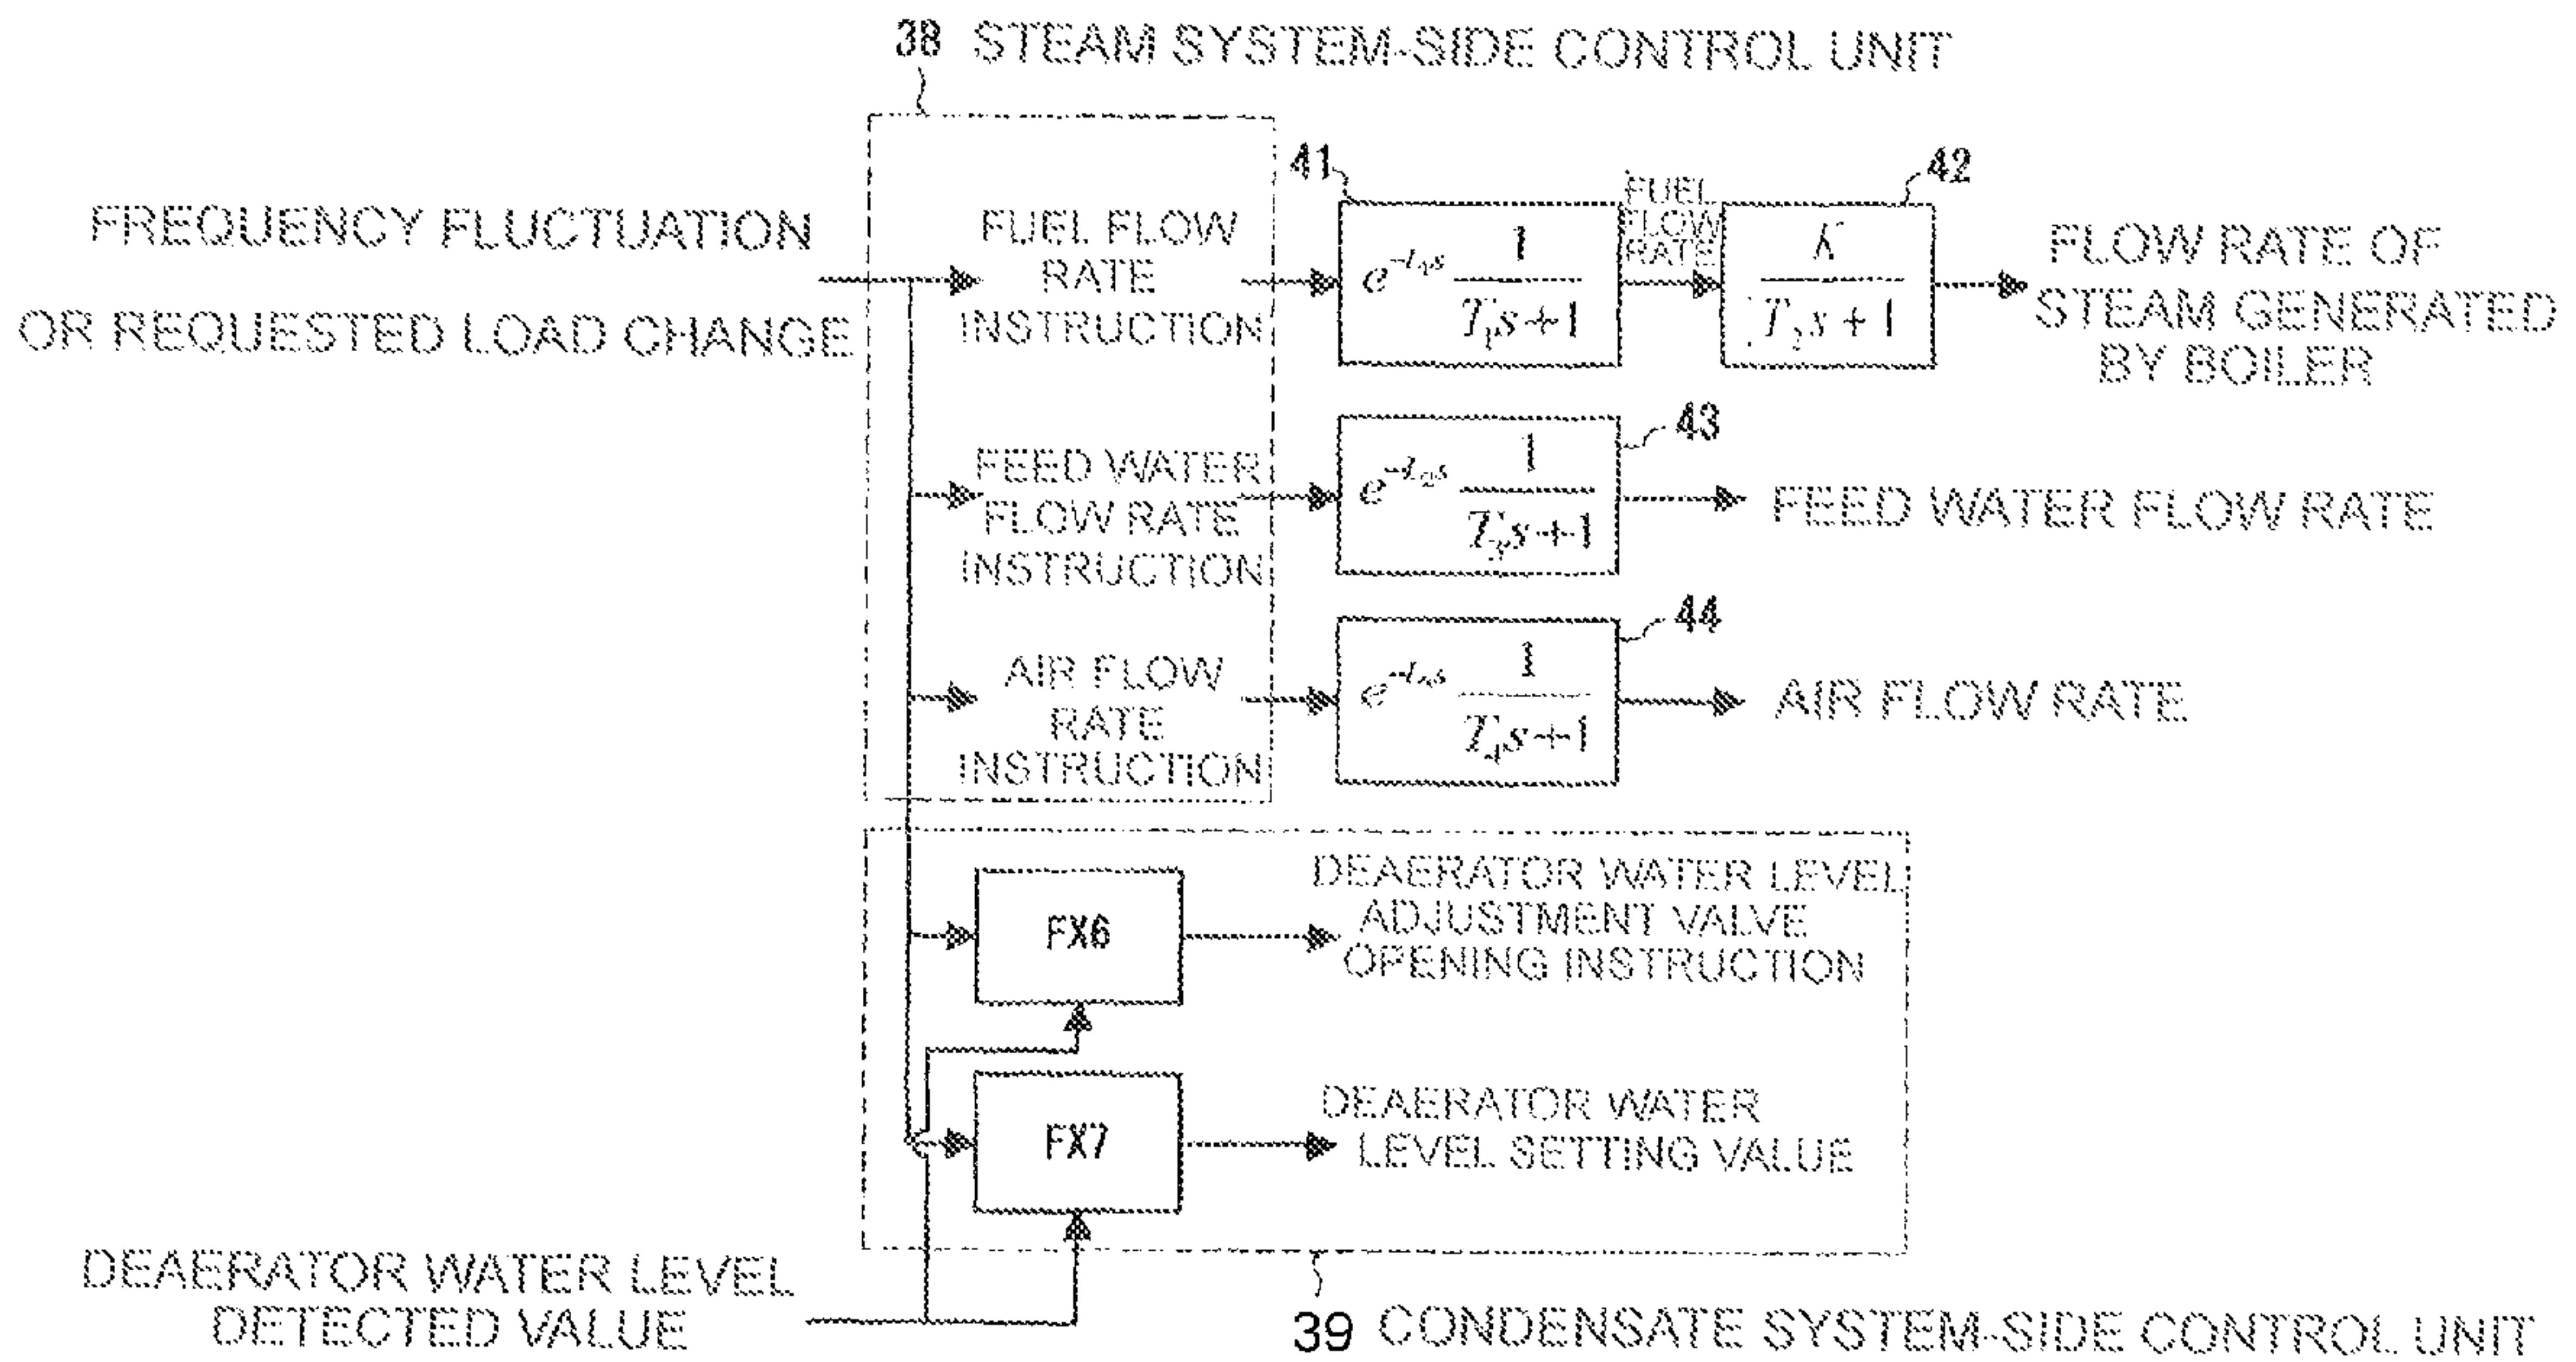 38 STEAM SYSTEM-SIDE CONTROL UNIT
FREQUENCY FLUCTUATION
OR REQUESTED LOAD CHANGE
FUEL FLOW
RATE
INSTRUCTION
41
1
T₁s+1
FUEL
FLOW
RATE
42
K
T₂s+1
FLOW RATE OF
STEAM GENERATED
BY BOILER
FEED WATER
FLOW RATE
INSTRUCTION
43
1
T₃s+1
FEED WATER FLOW RATE
AIR FLOW
RATE
INSTRUCTION
44
1
T₄s+1
AIR FLOW RATE
FX6
DEAERATOR WATER LEVEL
ADJUSTMENT VALVE
OPENING INSTRUCTION
FX7
DEAERATOR WATER
LEVEL SETTING VALUE
DEAERATOR WATER LEVEL
DETECTED VALUE
39 CONDENSATE SYSTEM-SIDE CONTROL UNIT